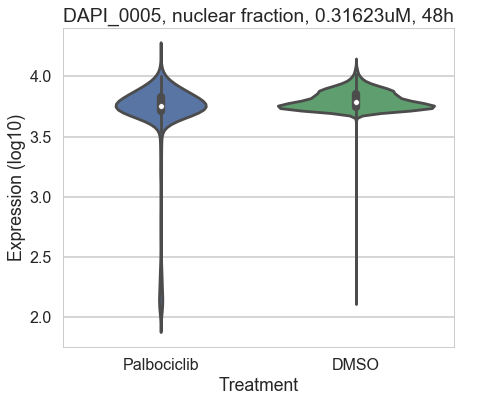 DAPI_0005, nuclear fraction, 0.31623uM, 48h
Expression (log10)
4.0
3.5
3.0
2.5
2.0
Palbociclib
DMSO
Treatment